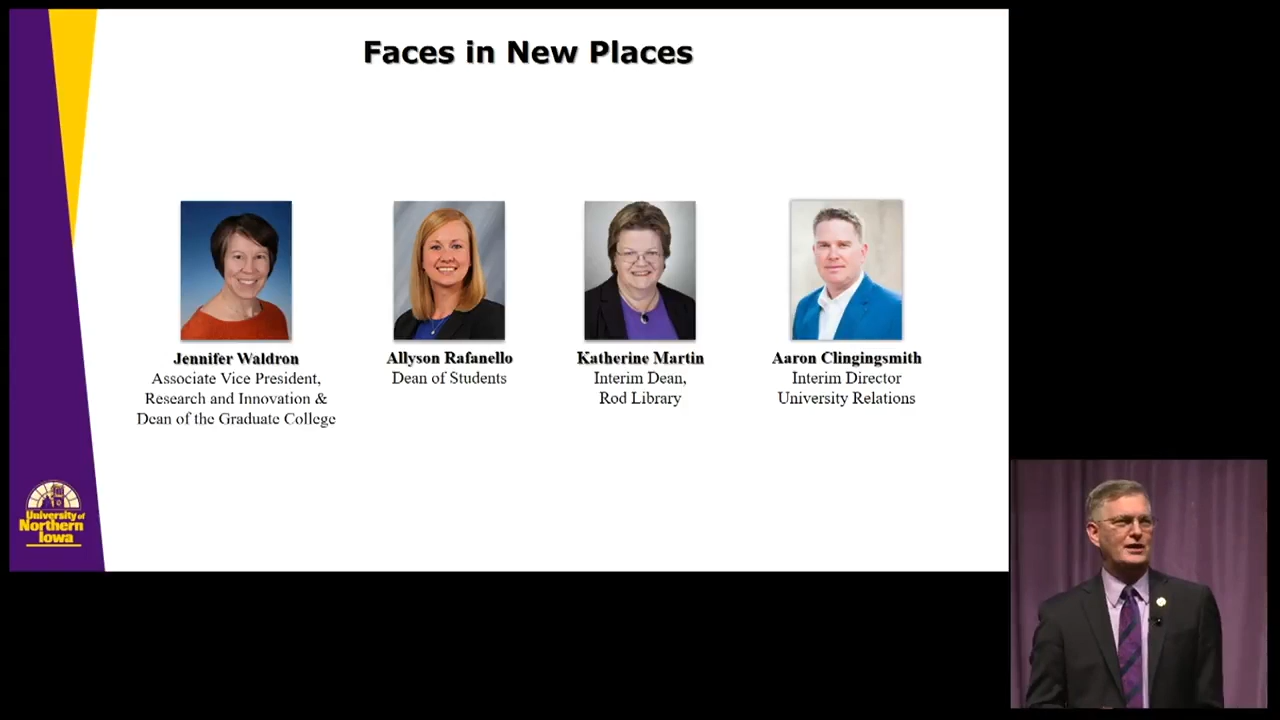 Faces in New Places
Jennifer Waldron
Associate Vice President,
Research and Innovation &
Dean of the Graduate College
Allyson Rafanello
Dean of Students
Katherine Martin
Interim Dean,
Rod Library
Aaron Clingingsmith
Interim Director
University Relations
University of
Northern
Iowa